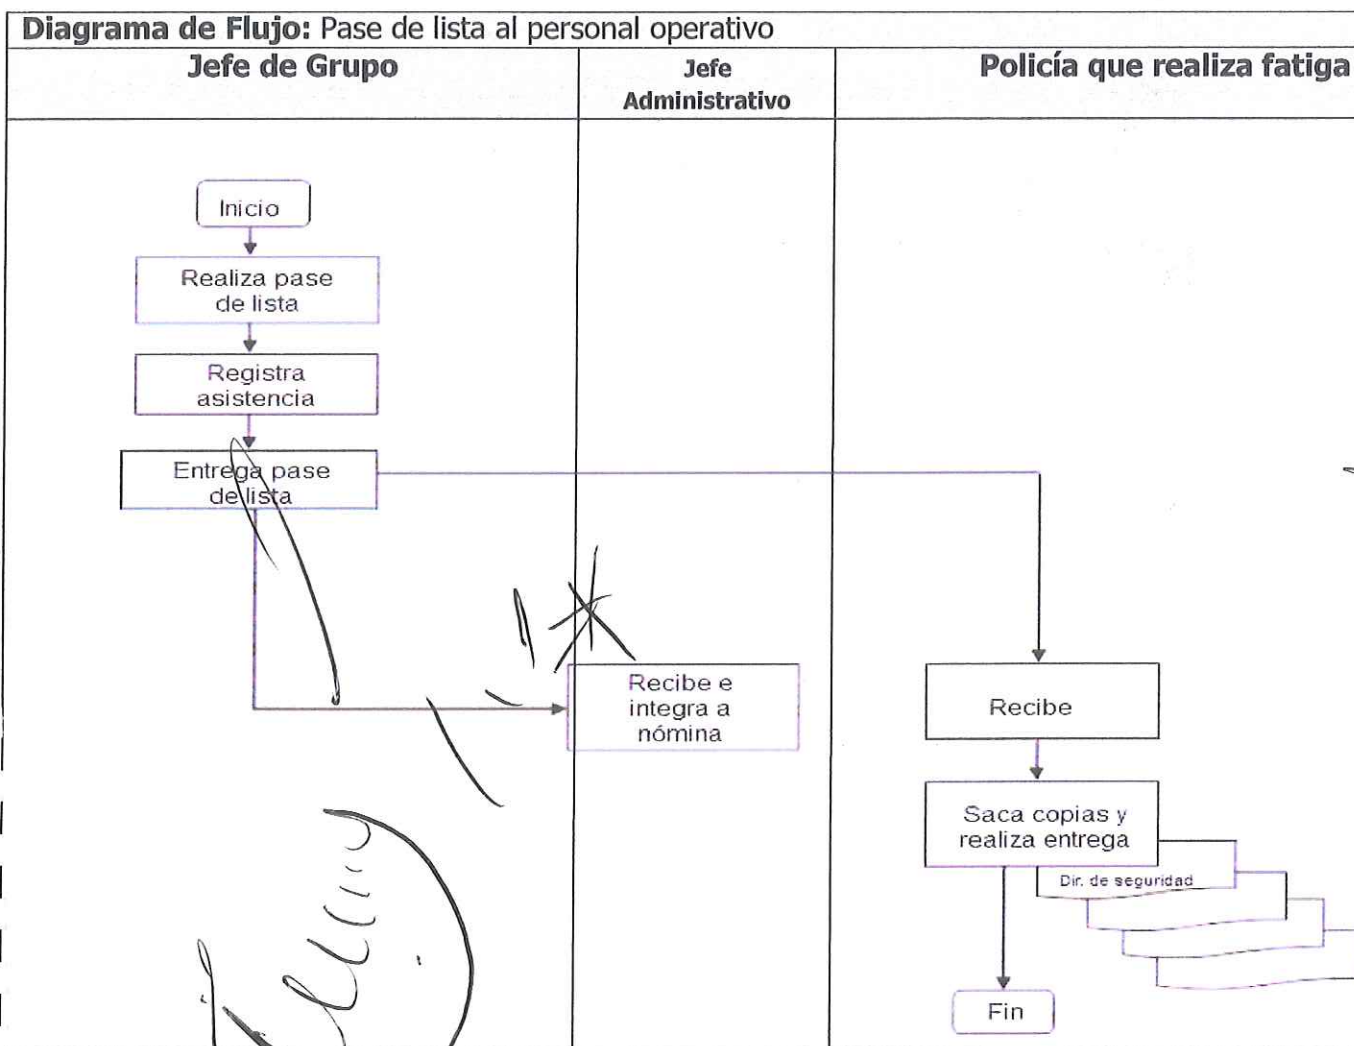 Diagrama de Flujo: Pase de lista al personal operativo
Jefe de Grupo
Jefe
Administrativo
Policía que realiza fatiga
Inicio
Realiza pase
de lista
Registra
asistencia
Entrega pase
de lista
Recibe e
integra a
nómina
Recibe
Saca copias y
realiza entrega
Dir. de seguridad
Fin